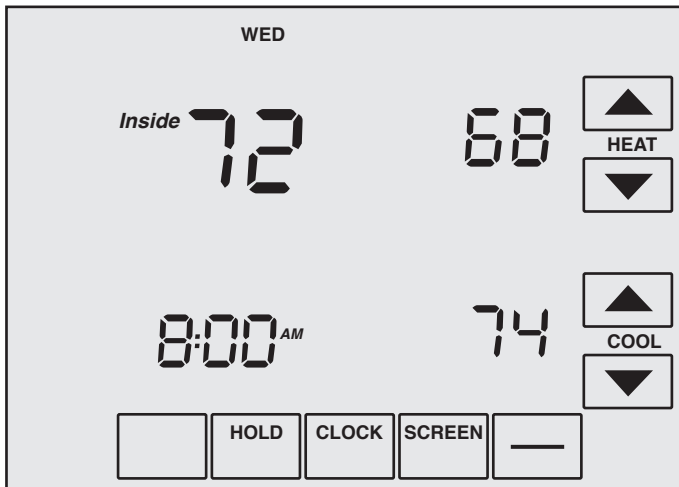 WED
Inside 72
68
HEAT
8:00 AM
74
COOL
HOLD CLOCK SCREEN